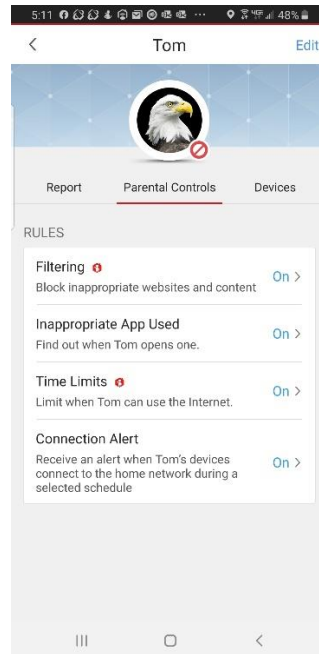 5:11 48%
Tom Edit
Report Parental Controls Devices
RULES
Filtering
Block inappropriate websites and content
On >
Inappropriate App Used
Find out when Tom opens one.
On >
Time Limits
Limit when Tom can use the Internet.
On >
Connection Alert
Receive an alert when Tom's devices
connect to the home network during a
selected schedule
On >